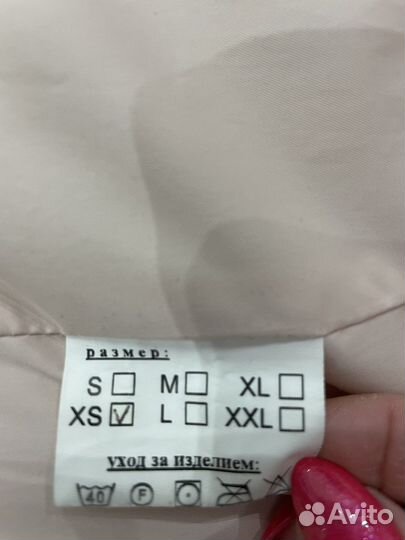 размер:
S M XL
XS L XXL
уход за изделием:
40 F
Avito